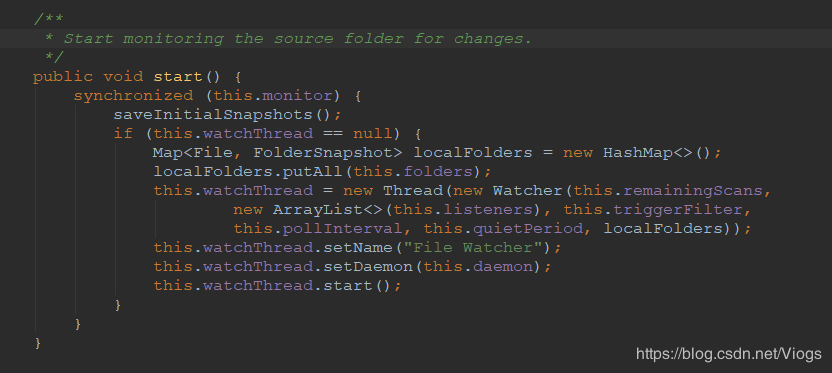 /**
 * Start monitoring the source folder for changes.
 */
public void start() {
    synchronized (this.monitor) {
        saveInitialSnapshots();
        if (this.watchThread == null) {
            Map<File, FolderSnapshot> localFolders = new HashMap<>();
            localFolders.putAll(this.folders);
            this.watchThread = new Thread(new Watcher(this.remainingScans,
                    new ArrayList<>(this.listeners), this.triggerFilter,
                    this.pollInterval, this.quietPeriod, localFolders));
            this.watchThread.setName("File Watcher");
            this.watchThread.setDaemon(this.daemon);
            this.watchThread.start();
        }
    }
}
https://blog.csdn.net/Viogs